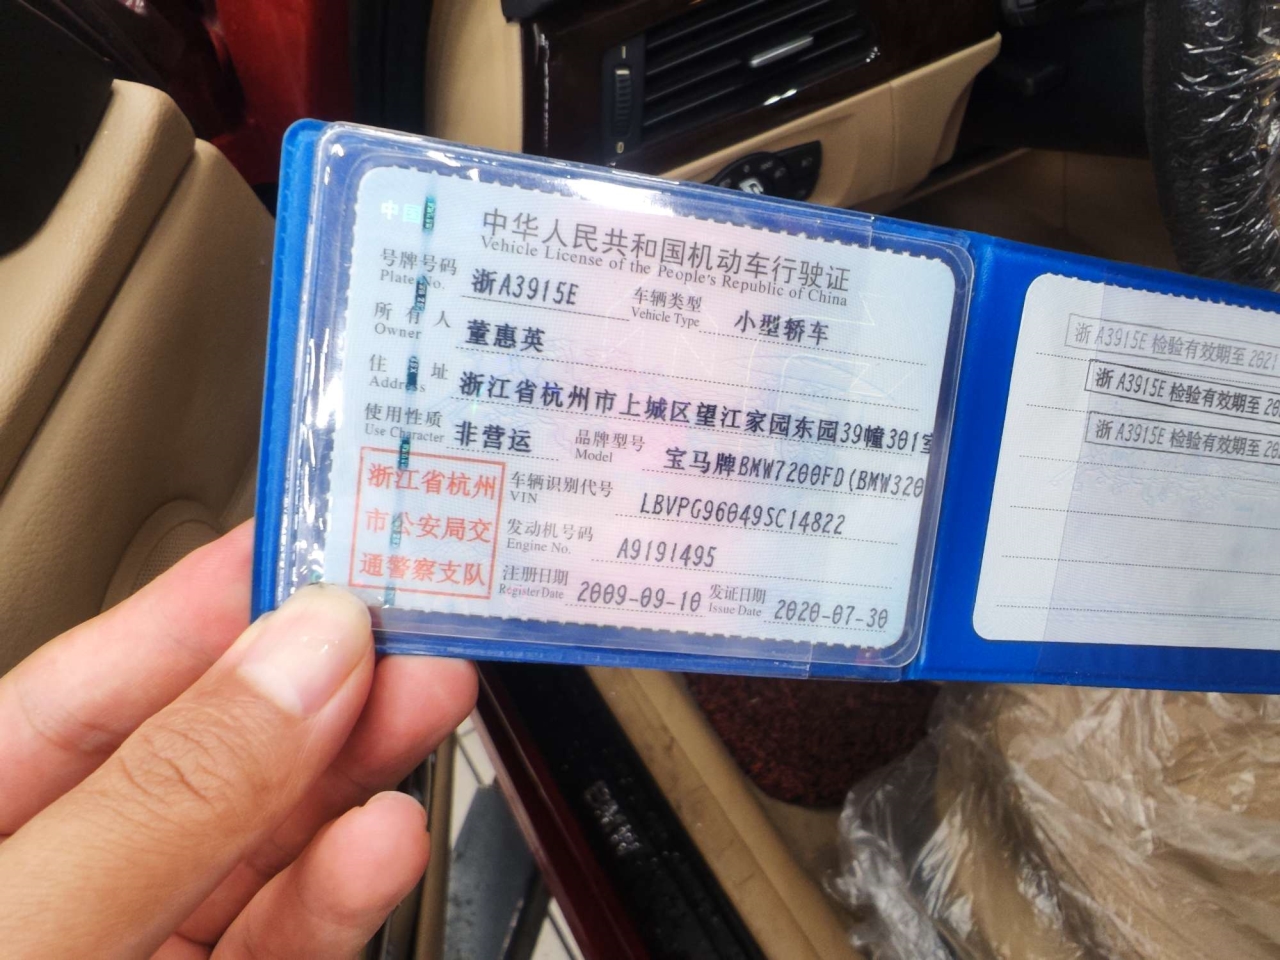 中国
中华人民共和国机动车行驶证
Vehicle License of the People's Republic of China
号牌号码 浙A3915E 车辆类型 小型轿车
Plate No. Vehicle Type
所有人 董惠英
Owner
住址 浙江省杭州市上城区望江家园东园39幢301室
Address
使用性质 非营运 品牌型号 宝马牌BMW7200FD(BMW320
Use Character Model
浙江省杭州
市公安局交
通警察支队
车辆识别代号 LBVPG96049SC14822
VIN
发动机号码 A9191495
Engine No.
注册日期 2009-09-10 发证日期 2020-07-30
Register Date Issue Date
浙A3915E 检验有效期至 2021
浙A3915E 检验有效期至 20
浙A3915E 检验有效期至 20